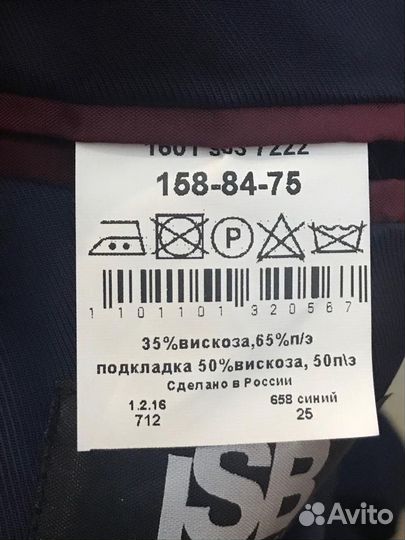 158-84-75
P
1 101101 320567
35%вискоза,65%п/э
подкладка 50%вискоза, 50п\з
Сделано в России
1.2.16 658 синий
712 25
ISB
Avito